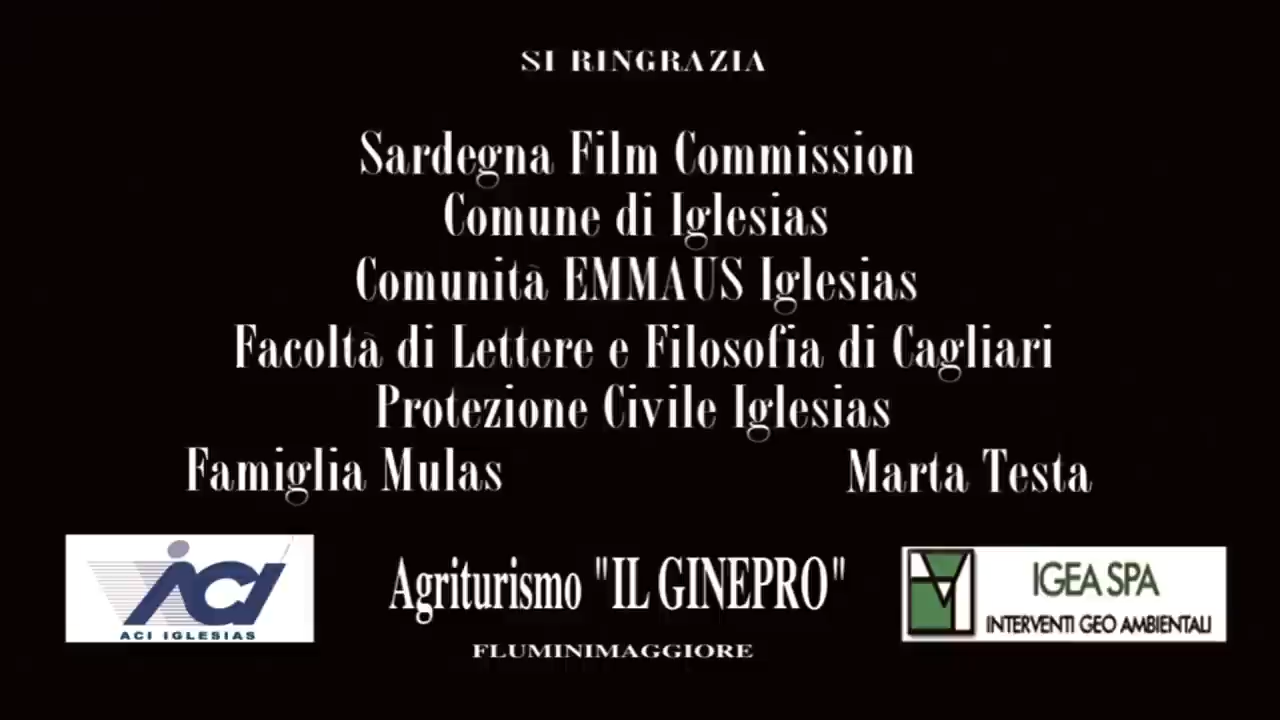 SI RINGRAZIA
Sardegna Film Commission
Comune di Iglesias
Comunità EMMAUS Iglesias
Facoltà di Lettere e Filosofia di Cagliari
Protezione Civile Iglesias
Famiglia Mulas
Marta Testa
ACI
ACI IGLESIAS
Agriturismo "IL GINEPRO"
FLUMINIMAGGIORE
IGEA SPA
INTERVENTI GEO AMBIENTALI